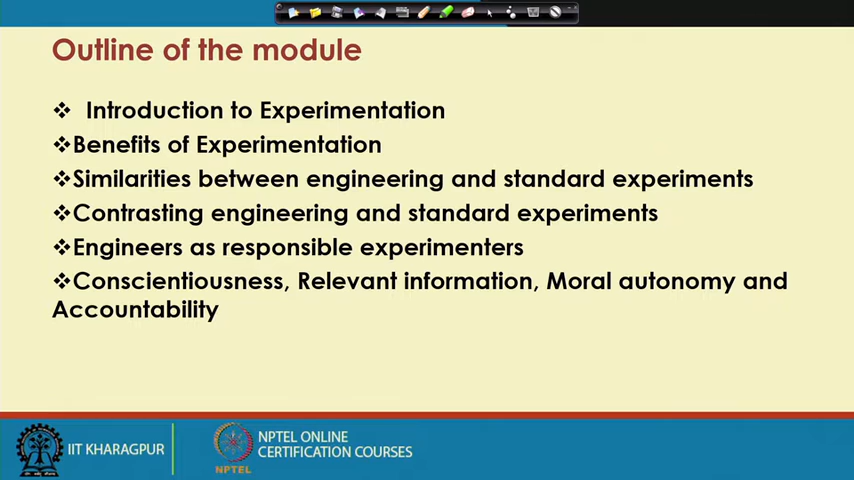 Outline of the module
❖ Introduction to Experimentation
❖Benefits of Experimentation
❖Similarities between engineering and standard experiments
❖Contrasting engineering and standard experiments
❖Engineers as responsible experimenters
❖Conscientiousness, Relevant information, Moral autonomy and
Accountability
IIT KHARAGPUR
NPTEL
NPTEL ONLINE
CERTIFICATION COURSES